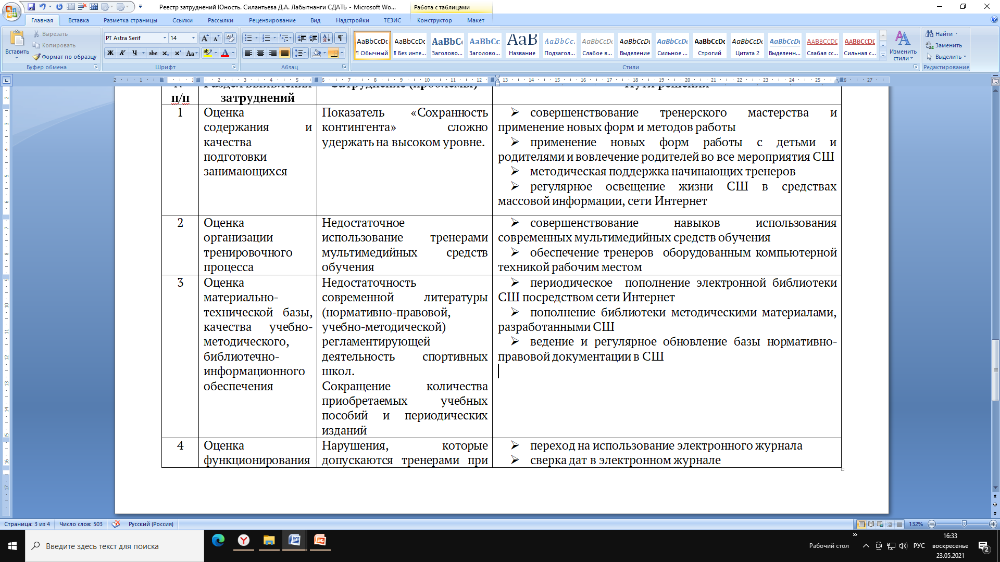 Реестр затруднений Юность. Силантьева Д.А. Лабытнанги СДАТЬ - Microsoft Wo...
Работа с таблицами
Главная Вставка Разметка страницы Ссылки Рассылки Рецензирование Вид Надстройки ТЕЗИС Конструктор Макет
Вставить
Вырезать
Копировать
Формат по образцу
Буфер обмена
PT Astra Serif 14
Ж К Ч abc x₂ x² Aa
Шрифт
Абзац
AaBbCcDc AaBbCcDc AaBbCc AaBbCc АаВ AaBbCc. AaBbCcDc AaBbCcDc AaBbCcDc AaBbCcDc AaBbCcDc AaBbCcDc AABBCCDD AABBCCDD
¶ Обычный ¶ Без инте... Заголово... Заголово... Название Подзагол... Слабое в... Выделение Сильное ... Строгий Цитата 2 Выделенн... Слабая сс... Сильная с...
Стили
Изменить стили
Найти
Заменить
Выделить
Редактирование
п/п
затруднений
1
Оценка
содержания и
качества
подготовки
занимающихся
Показатель «Сохранность
контингента» сложно
удержать на высоком уровне.
➢ совершенствование тренерского мастерства и
применение новых форм и методов работы
➢ применение новых форм работы с детьми и
родителями и вовлечение родителей во все мероприятия СШ
➢ методическая поддержка начинающих тренеров
➢ регулярное освещение жизни СШ в средствах
массовой информации, сети Интернет
2
Оценка
организации
тренировочного
процесса
Недостаточное
использование тренерами
мультимедийных средств
обучения
➢ совершенствование навыков использования
современных мультимедийных средств обучения
➢ обеспечение тренеров оборудованным компьютерной
техникой рабочим местом
3
Оценка
материально-
технической базы,
качества учебно-
методического,
библиотечно-
информационного
обеспечения
Недостаточность
современной литературы
(нормативно-правовой,
учебно-методической)
регламентирующей
деятельность спортивных
школ.
Сокращение количества
приобретаемых учебных
пособий и периодических
изданий
➢ периодическое пополнение электронной библиотеки
СШ посредством сети Интернет
➢ пополнение библиотеки методическими материалами,
разработанными СШ
➢ ведение и регулярное обновление базы нормативно-
правовой документации в СШ
4
Оценка
функционирования
Нарушения, которые
допускаются тренерами при
➢ переход на использование электронного журнала
➢ сверка дат в электронном журнале
Страница: 3 из 4 Число слов: 503 Русский (Россия) 132%
Введите здесь текст для поиска
Рабочий стол
РУС
16:33
воскресенье
23.05.2021
2